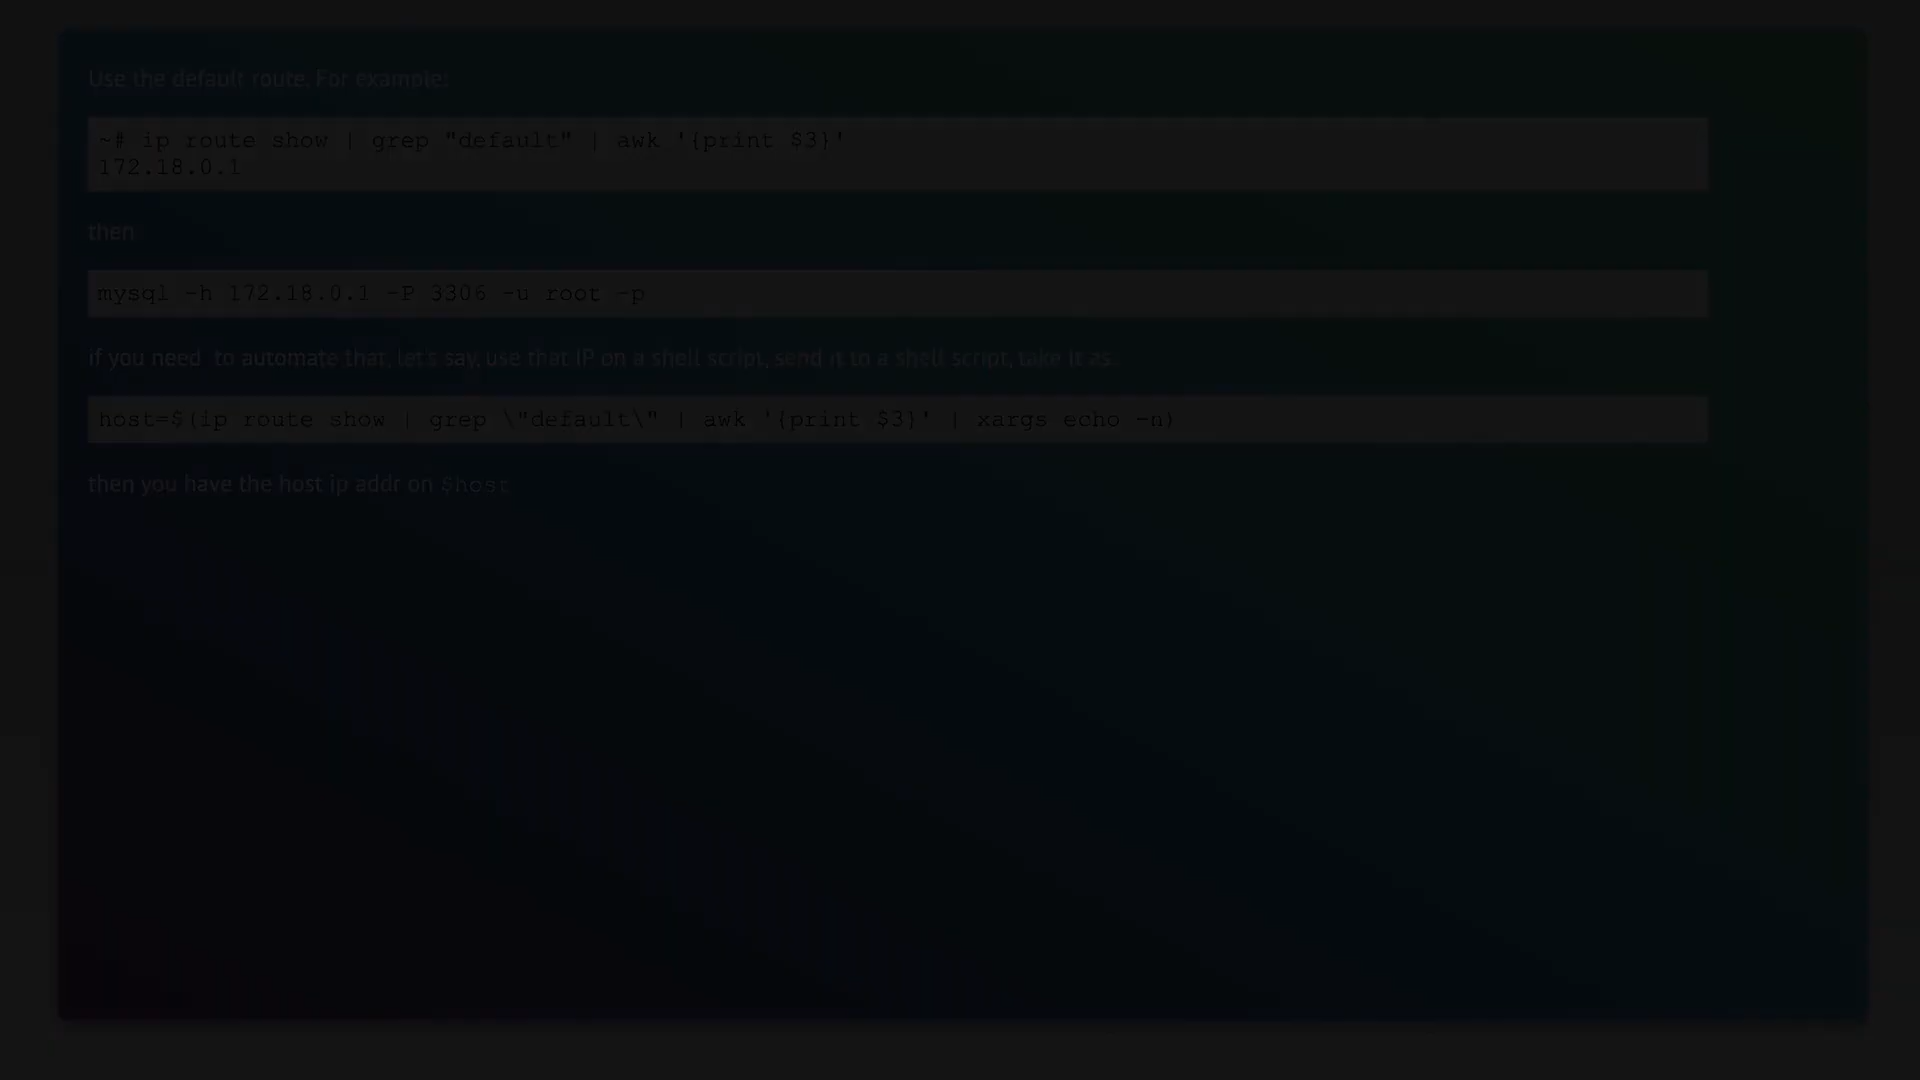 Use the default route. For example:
~# ip route show | grep "default" | awk '{print $3}'
172.18.0.1
then
mysql -h 172.18.0.1 -P 3306 -u root -p
if you need to automate that, let's say, use that IP on a shell script, send it to a shell script, take it as:
host=$(ip route show | grep \"default\" | awk '{print $3}' | xargs echo -n)
then you have the host ip addr on $host